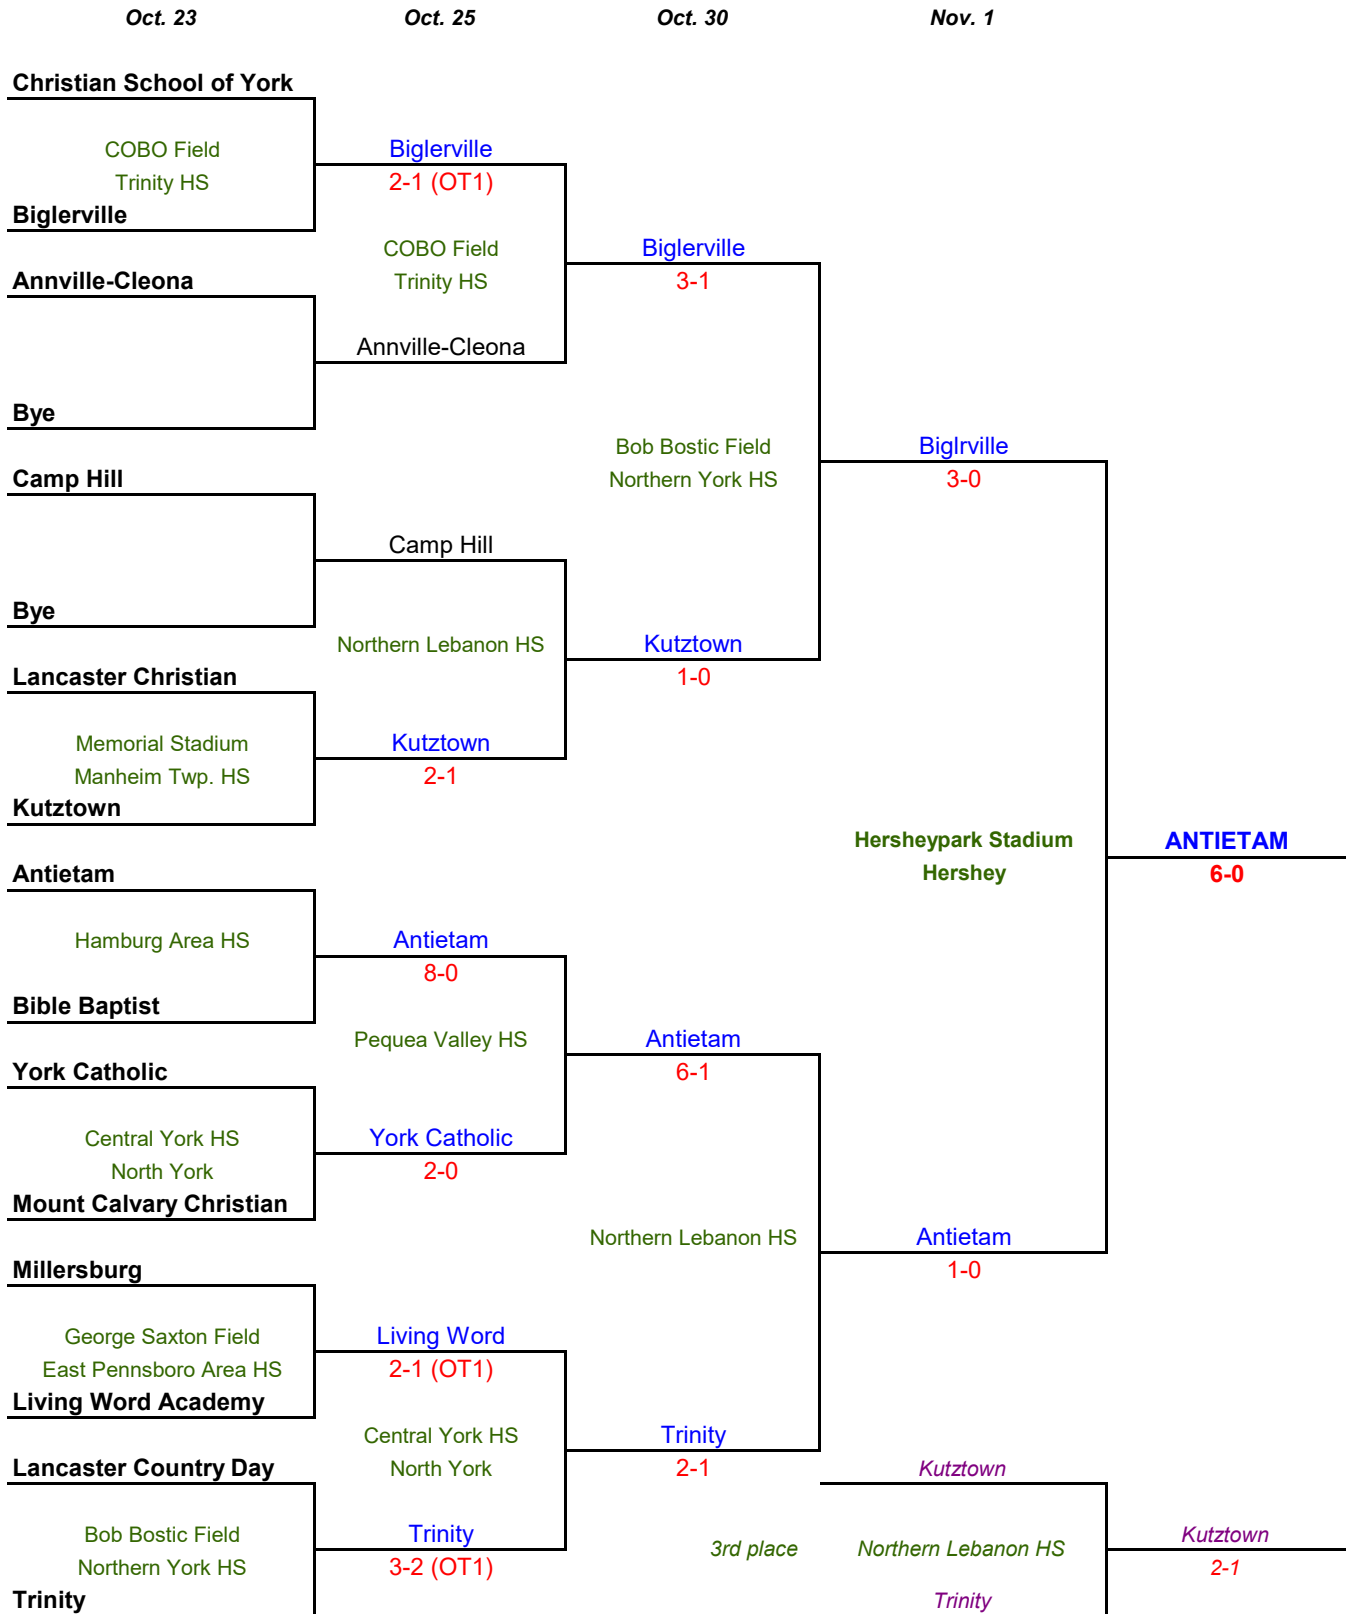 Oct. 23 Oct. 25 Oct. 30 Nov. 1
Christian School of York
COBO Field Biglerville
Trinity HS 2-1 (OT1)
Biglerville
COBO Field Biglerville
Annville-Cleona Trinity HS 3-1
Annville-Cleona
Bye
Bob Bostic Field Biglrville
Camp Hill Northern York HS 3-0
Camp Hill
Bye
Northern Lebanon HS Kutztown
Lancaster Christian 1-0
Memorial Stadium Kutztown
Manheim Twp. HS 2-1
Kutztown
Hersheypark Stadium ANTIETAM
Antietam Hershey 6-0
Hamburg Area HS Antietam
8-0
Bible Baptist
Pequea Valley HS Antietam
York Catholic 6-1
Central York HS York Catholic
North York 2-0
Mount Calvary Christian
Northern Lebanon HS Antietam
Millersburg 1-0
George Saxton Field Living Word
East Pennsboro Area HS 2-1 (OT1)
Living Word Academy
Central York HS Trinity
Lancaster Country Day North York 2-1 Kutztown
Bob Bostic Field Trinity 3rd place Northern Lebanon HS Kutztown
Northern York HS 3-2 (OT1) 2-1
Trinity Trinity